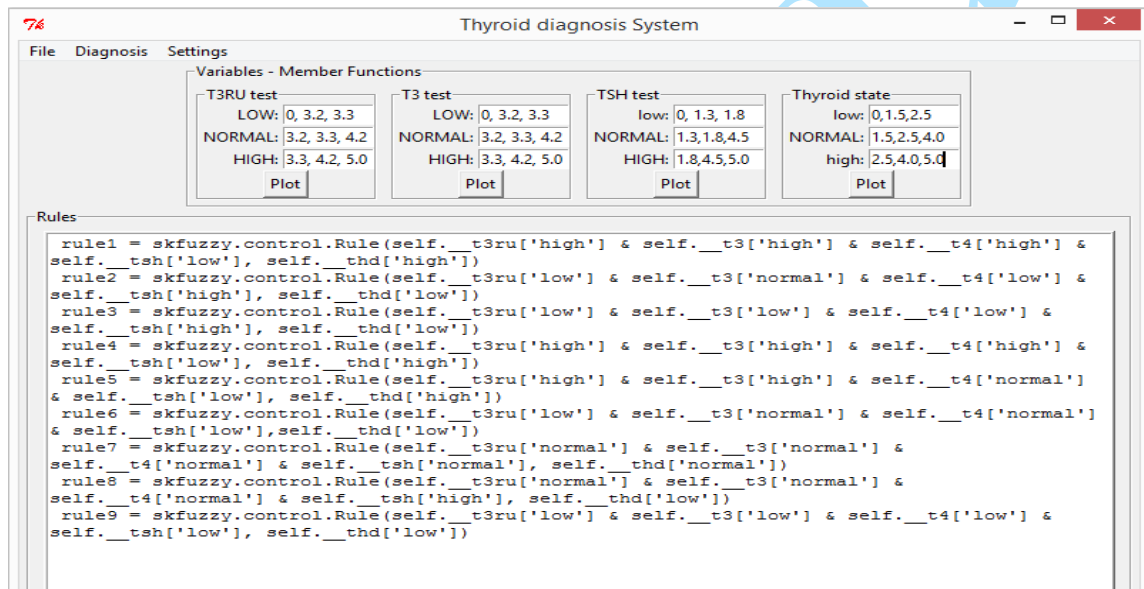 Thyroid diagnosis System
File Diagnosis Settings
Variables - Member Functions
T3RU test T3 test TSH test Thyroid state
LOW: 0, 3.2, 3.3 LOW: 0, 3.2, 3.3 low: 0, 1.3, 1.8 low: 0,1.5,2.5
NORMAL: 3.2, 3.3, 4.2 NORMAL: 3.2, 3.3, 4.2 NORMAL: 1.3,1.8,4.5 NORMAL: 1.5,2.5,4.0
HIGH: 3.3, 4.2, 5.0 HIGH: 3.3, 4.2, 5.0 HIGH: 1.8,4.5,5.0 high: 2.5,4.0,5.0
Plot Plot Plot Plot
Rules
rule1 = skfuzzy.control.Rule(self.__t3ru['high'] & self.__t3['high'] & self.__t4['high'] &
self.__tsh['low'], self.__thd['high'])
rule2 = skfuzzy.control.Rule(self.__t3ru['low'] & self.__t3['normal'] & self.__t4['low'] &
self.__tsh['high'], self.__thd['low'])
rule3 = skfuzzy.control.Rule(self.__t3ru['low'] & self.__t3['low'] & self.__t4['low'] &
self.__tsh['high'], self.__thd['low'])
rule4 = skfuzzy.control.Rule(self.__t3ru['high'] & self.__t3['high'] & self.__t4['high'] &
self.__tsh['low'], self.__thd['high'])
rule5 = skfuzzy.control.Rule(self.__t3ru['high'] & self.__t3['high'] & self.__t4['normal']
& self.__tsh['low'], self.__thd['high'])
rule6 = skfuzzy.control.Rule(self.__t3ru['low'] & self.__t3['normal'] & self.__t4['normal']
& self.__tsh['low'],self.__thd['low'])
rule7 = skfuzzy.control.Rule(self.__t3ru['normal'] & self.__t3['normal'] &
self.__t4['normal'] & self.__tsh['normal'], self.__thd['normal'])
rule8 = skfuzzy.control.Rule(self.__t3ru['normal'] & self.__t3['normal'] &
self.__t4['normal'] & self.__tsh['high'], self.__thd['low'])
rule9 = skfuzzy.control.Rule(self.__t3ru['low'] & self.__t3['low'] & self.__t4['low'] &
self.__tsh['low'], self.__thd['low'])